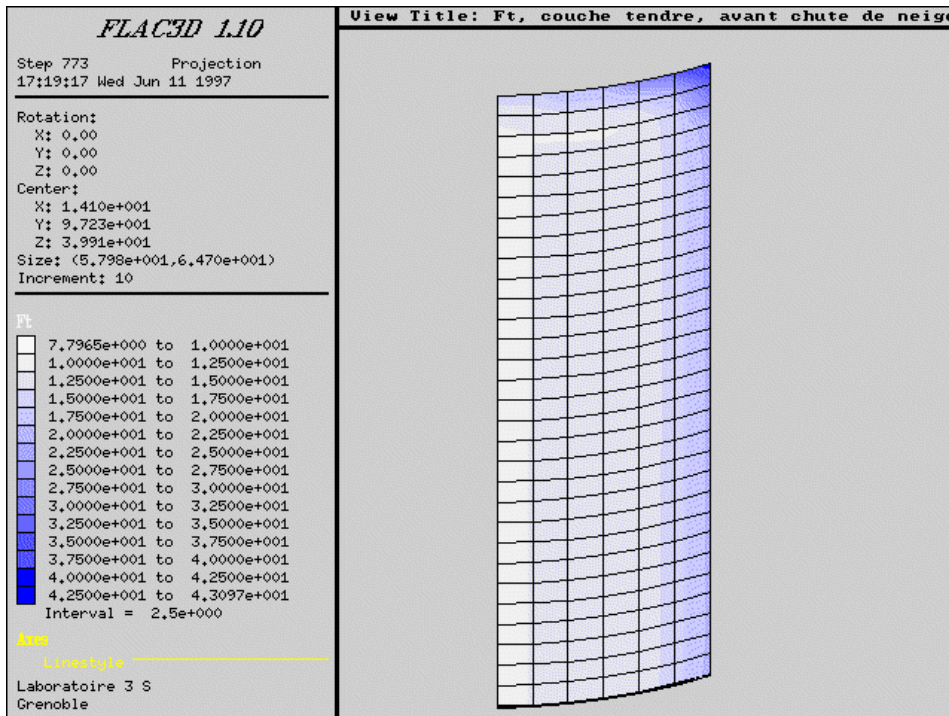 View Title: Ft, couche tendre, avant chute de neige
FLAC3D 1.10
Step 773 Projection
17:19:17 Wed Jun 11 1997
Rotation:
X: 0.00
Y: 0.00
Z: 0.00
Center:
X: 1.410e+001
Y: 9.723e+001
Z: 3.991e+001
Size: (5.798e+001,6.470e+001)
Increment: 10
Ft
7.7965e+000 to 1.0000e+001
1.0000e+001 to 1.2500e+001
1.2500e+001 to 1.5000e+001
1.5000e+001 to 1.7500e+001
1.7500e+001 to 2.0000e+001
2.0000e+001 to 2.2500e+001
2.2500e+001 to 2.5000e+001
2.5000e+001 to 2.7500e+001
2.7500e+001 to 3.0000e+001
3.0000e+001 to 3.2500e+001
3.2500e+001 to 3.5000e+001
3.5000e+001 to 3.7500e+001
3.7500e+001 to 4.0000e+001
4.0000e+001 to 4.2500e+001
4.2500e+001 to 4.3097e+001
Interval = 2.5e+000
Axes
Linestyle
Laboratoire 3 S
Grenoble